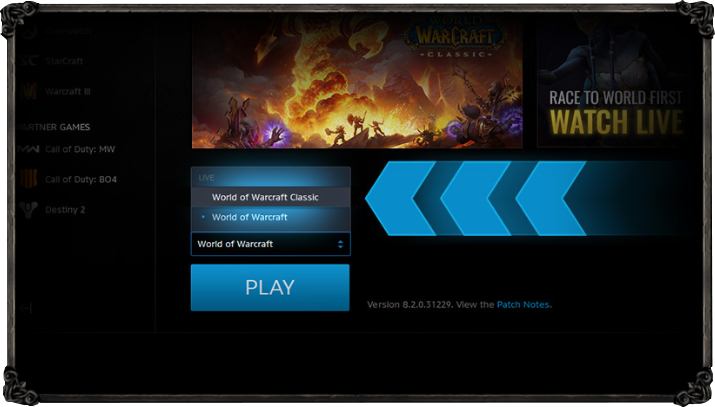 Overwatch
StarCraft
Warcraft III
PARTNER GAMES
Call of Duty: MW
Call of Duty: BO4
Destiny 2
WORLD
WARCRAFT
CLASSIC
RACE TO WORLD FIRST
WATCH LIVE
LIVE
World of Warcraft Classic
World of Warcraft
World of Warcraft
PLAY
Version 8.2.0.31229. View the Patch Notes.